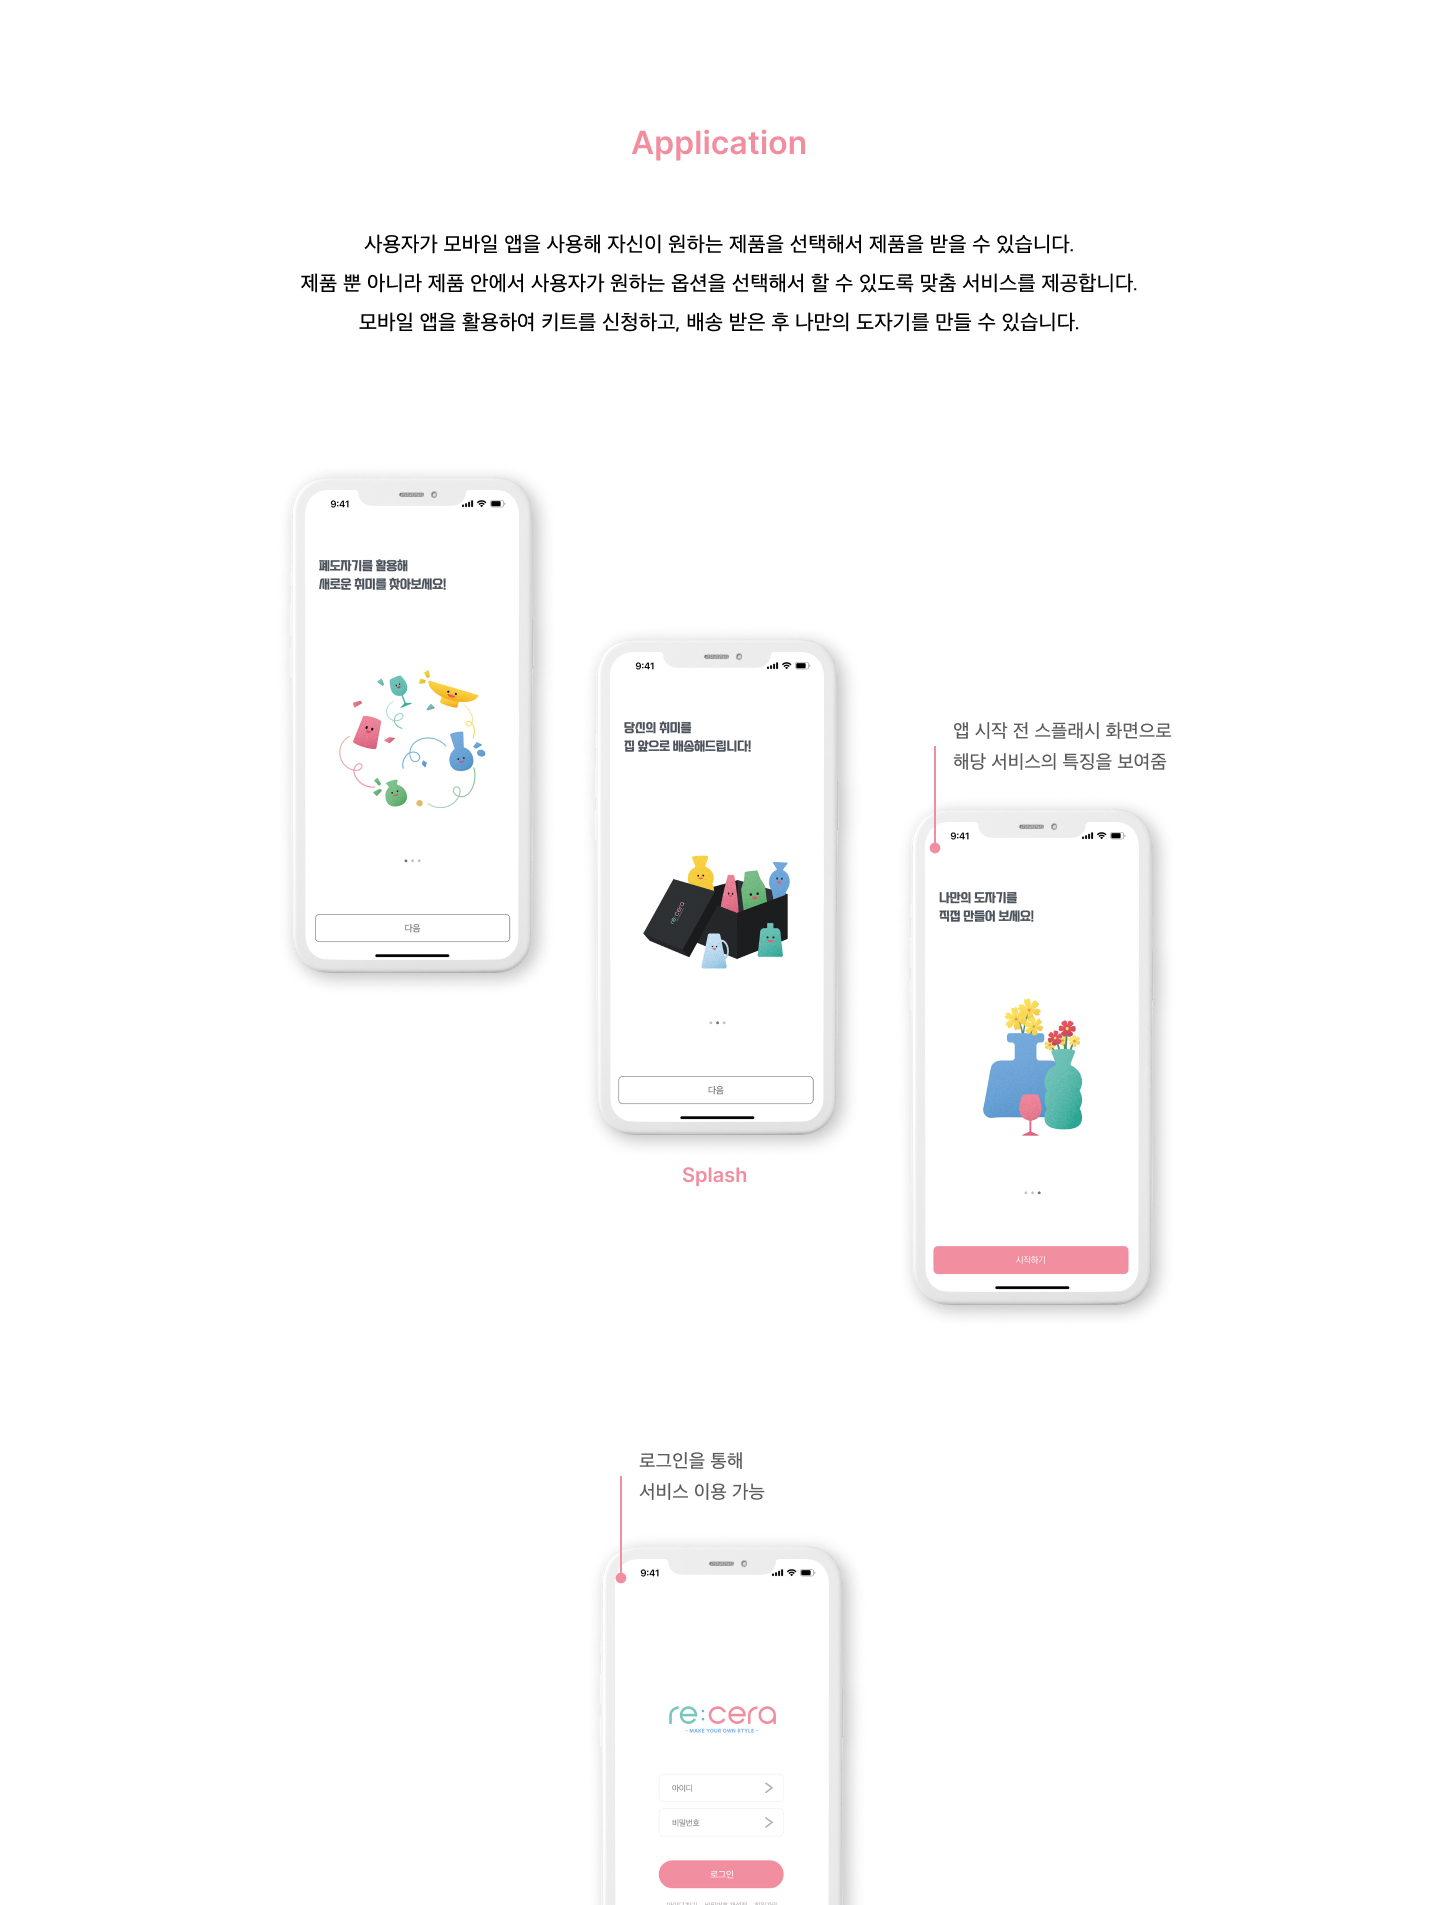 Application
사용자가 모바일 앱을 사용해 자신이 원하는 제품을 선택해서 제품을 받을 수 있습니다.
제품 뿐 아니라 제품 안에서 사용자가 원하는 옵션을 선택해서 할 수 있도록 맞춤 서비스를 제공합니다.
모바일 앱을 활용하여 키트를 신청하고, 배송 받은 후 나만의 도자기를 만들 수 있습니다.
9:41
폐도자기를 활용해
새로운 취미를 찾아보세요!
다음
9:41
당신의 취미를
집 앞으로 배송해드립니다!
re:cera
다음
Splash
앱 시작 전 스플래시 화면으로
해당 서비스의 특징을 보여줌
9:41
나만의 도자기를
직접 만들어 보세요!
시작하기
로그인을 통해
서비스 이용 가능
9:41
re:cera
- MAKE YOUR OWN STYLE -
아이디
비밀번호
로그인